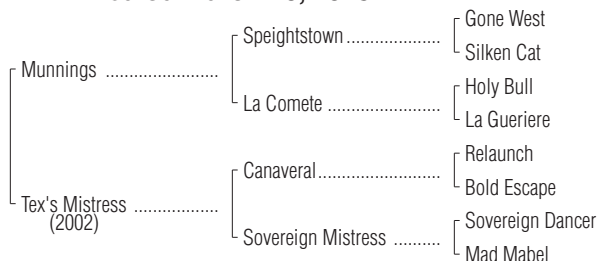 Gone West
Speightstown ....................
Silken Cat
Munnings ........................
Holy Bull
La Comete ......................
La Gueriere
Relaunch
Canaveral..........................
Bold Escape
Tex's Mistress ..................
(2002)
Sovereign Dancer
Sovereign Mistress ..........
Mad Mabel